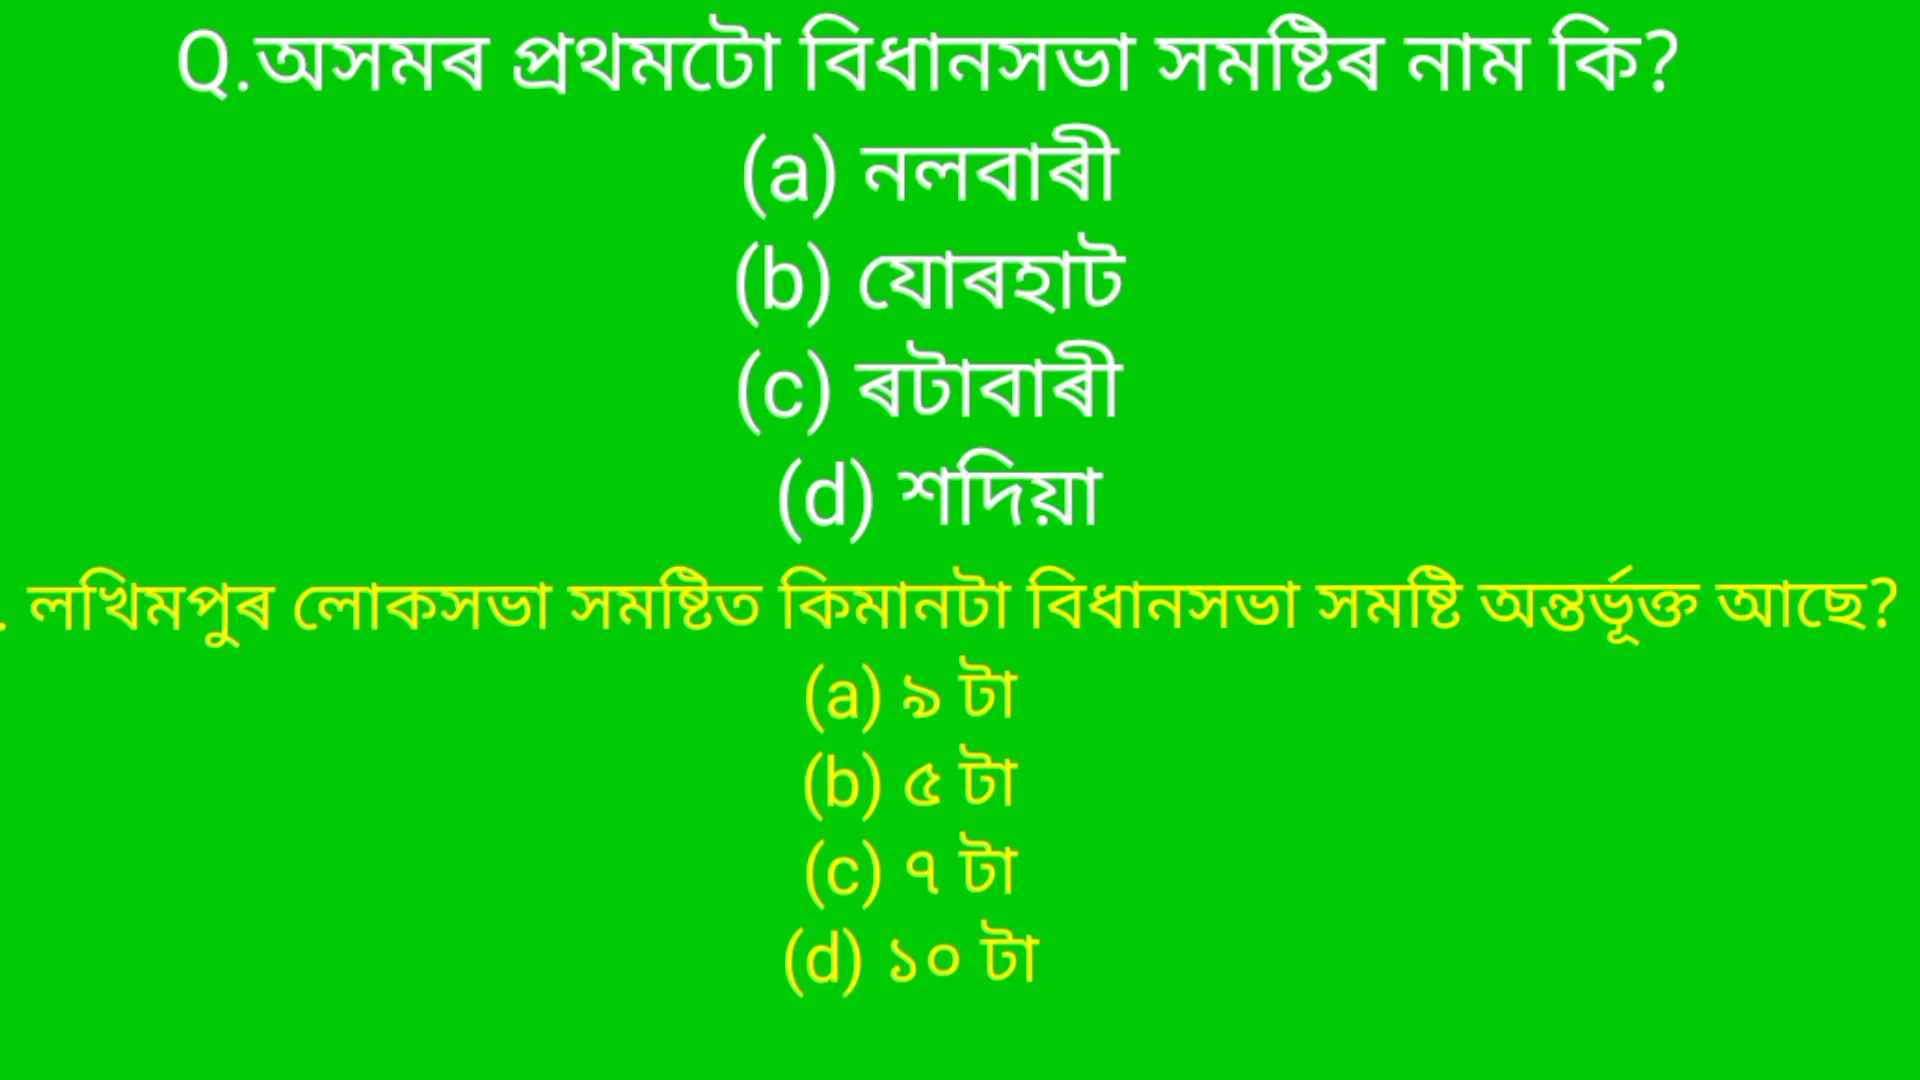 Q.অসমৰ প্ৰথমটো বিধানসভা সমষ্টিৰ নাম কি?
(a) নলবাৰী
(b) যোৰহাট
(c) ৰটাবাৰী
(d) শদিয়া
. লখিমপুৰ লোকসভা সমষ্টিত কিমানটা বিধানসভা সমষ্টি অন্তৰ্ভূক্ত আছে?
(a) ৯ টা
(b) ৫ টা
(c) ৭ টা
(d) ১০ টা